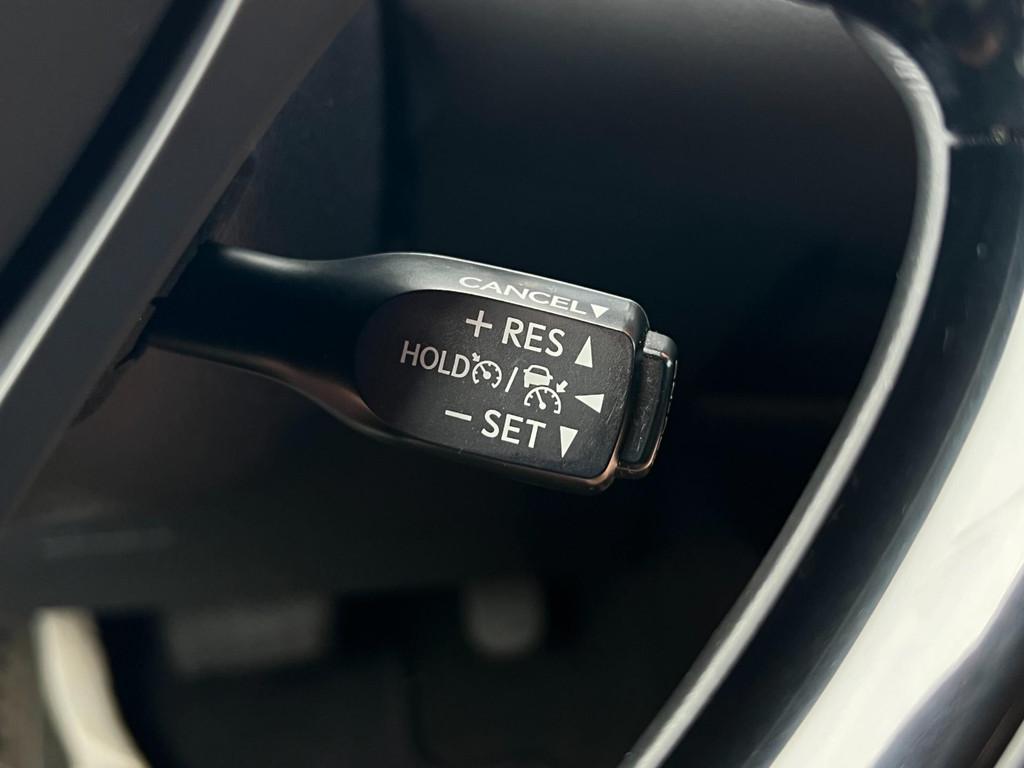 CANCEL▼
+ RES ▲
HOLD / ◀
− SET ▼